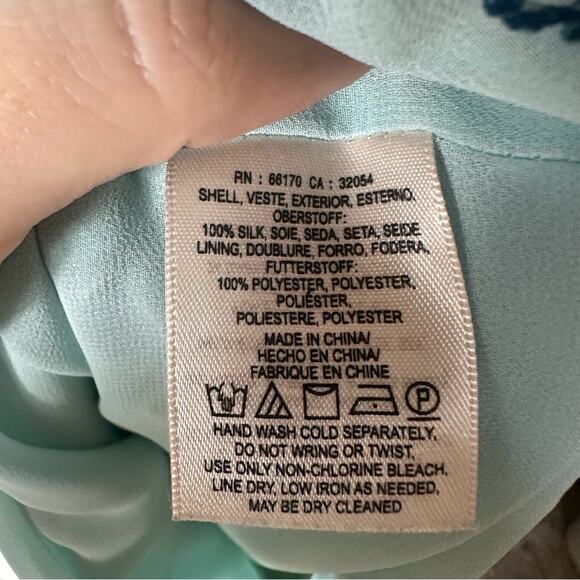 RN : 66170 CA : 32054
SHELL, VESTE, EXTERIOR, ESTERNO.
OBERSTOFF:
100% SILK, SOIE, SEDA, SETA, SEIDE
LINING, DOUBLURE, FORRO, FODERA,
FUTTERSTOFF:
100% POLYESTER, POLYESTER,
POLIÉSTER,
POLIESTERE, POLYESTER
MADE IN CHINA/
HECHO EN CHINA/
FABRIQUE EN CHINE
P
HAND WASH COLD SEPARATELY,
DO NOT WRING OR TWIST,
USE ONLY NON-CHLORINE BLEACH.
LINE DRY, LOW IRON AS NEEDED,
MAY BE DRY CLEANED